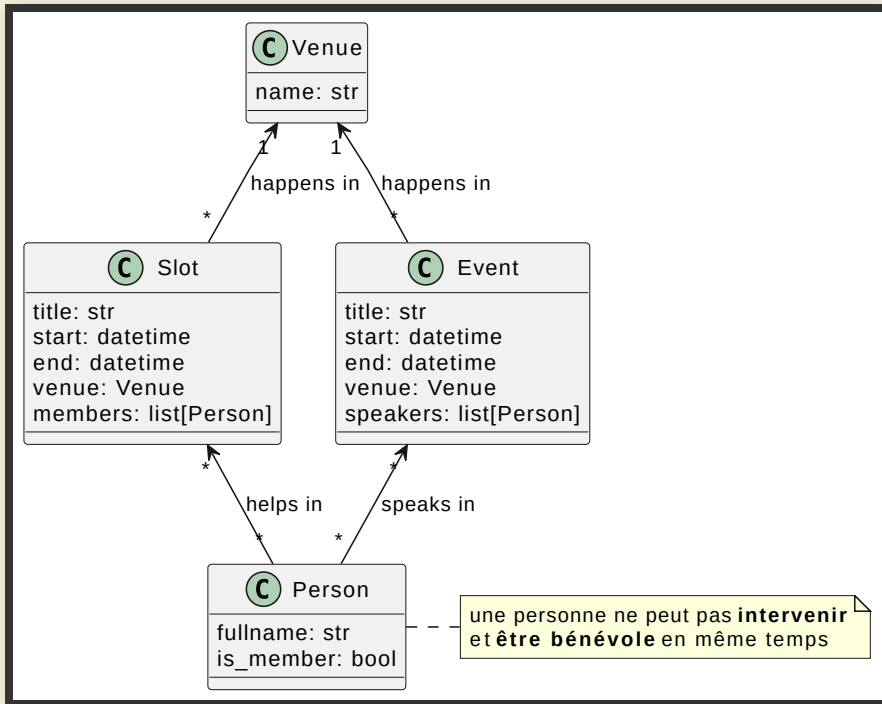 C Venue
name: str
1
1
happens in
happens in
*
*
C Slot
title: str
start: datetime
end: datetime
venue: Venue
members: list[Person]
C Event
title: str
start: datetime
end: datetime
venue: Venue
speakers: list[Person]
*
*
helps in
speaks in
*
*
C Person
fullname: str
is_member: bool
une personne ne peut pas intervenir
et être bénévole en même temps